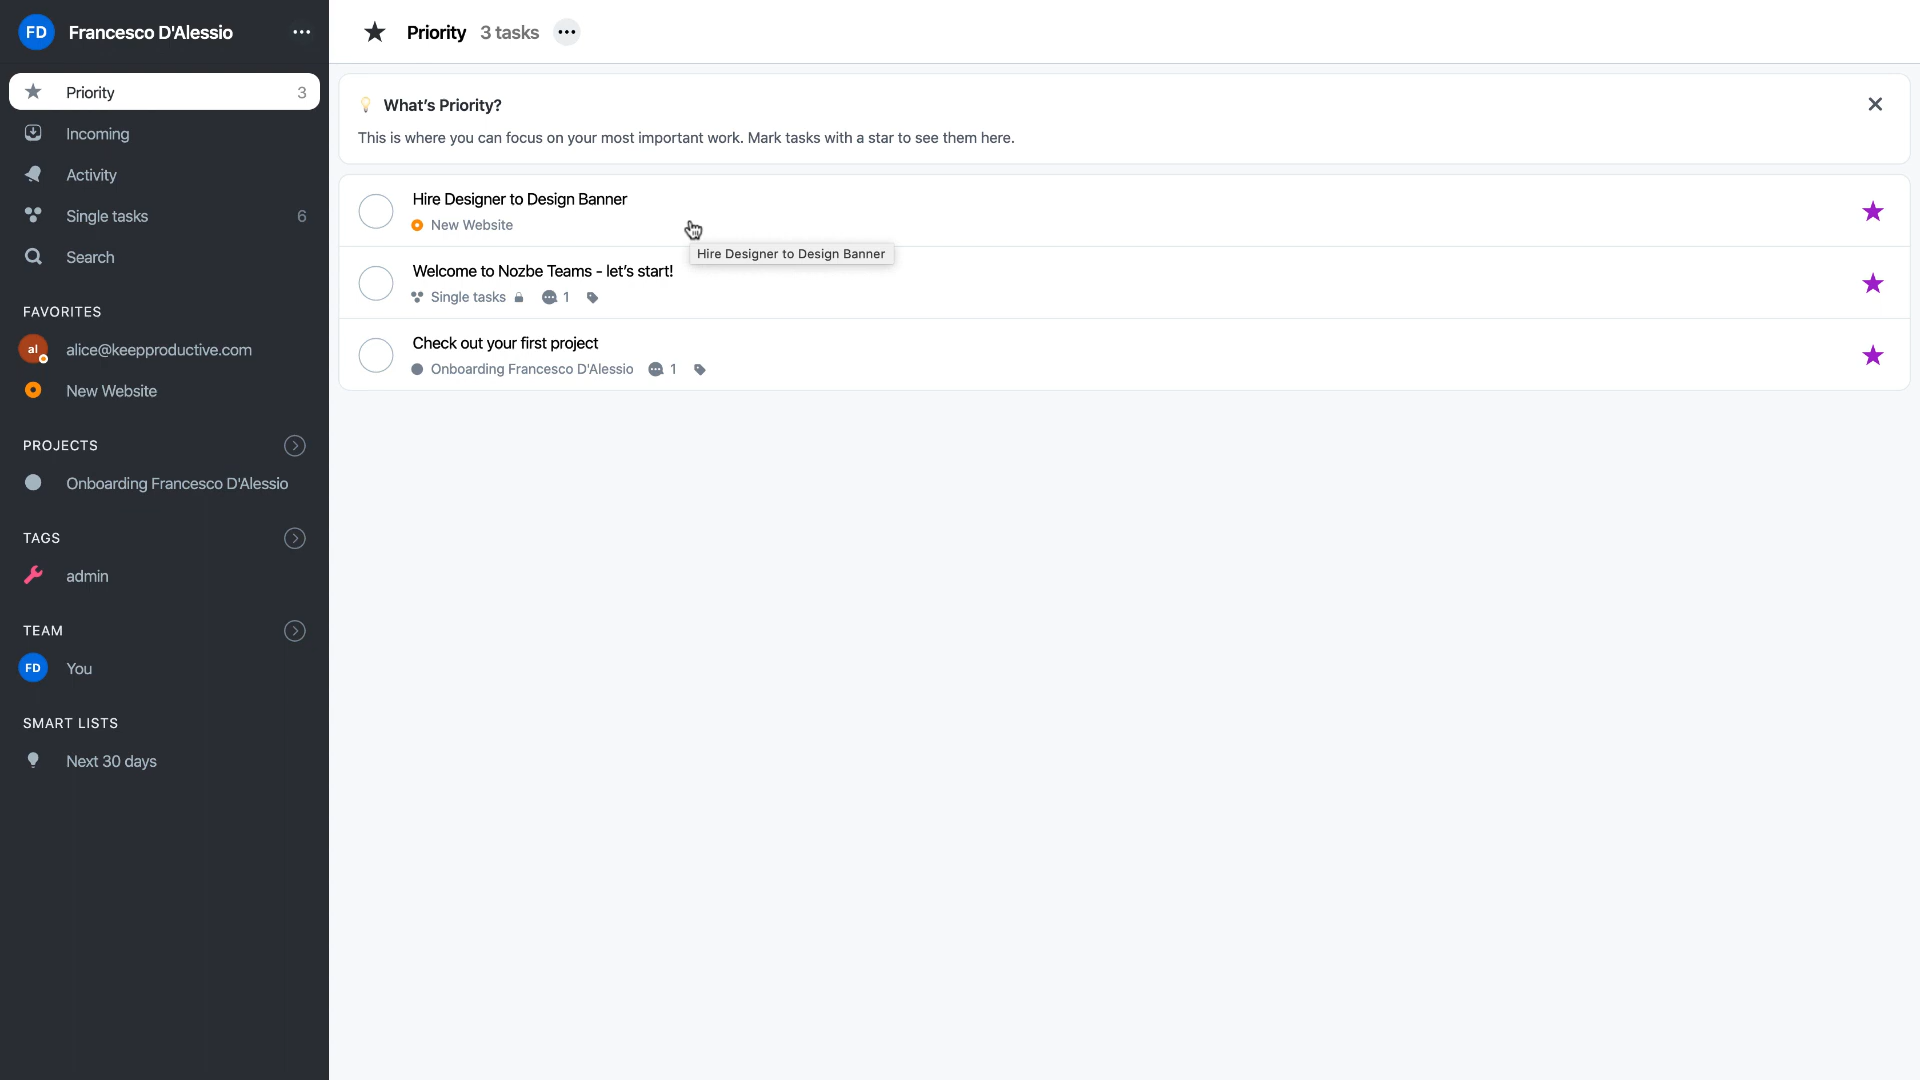 FD Francesco D'Alessio
Priority 3
Incoming
Activity
Single tasks 6
Search
FAVORITES
al alice@keepproductive.com
New Website
PROJECTS
Onboarding Francesco D'Alessio
TAGS
admin
TEAM
FD You
SMART LISTS
Next 30 days
Priority 3 tasks
What's Priority?
This is where you can focus on your most important work. Mark tasks with a star to see them here.
Hire Designer to Design Banner
New Website
Hire Designer to Design Banner
Welcome to Nozbe Teams - let's start!
Single tasks 1
Check out your first project
Onboarding Francesco D'Alessio 1